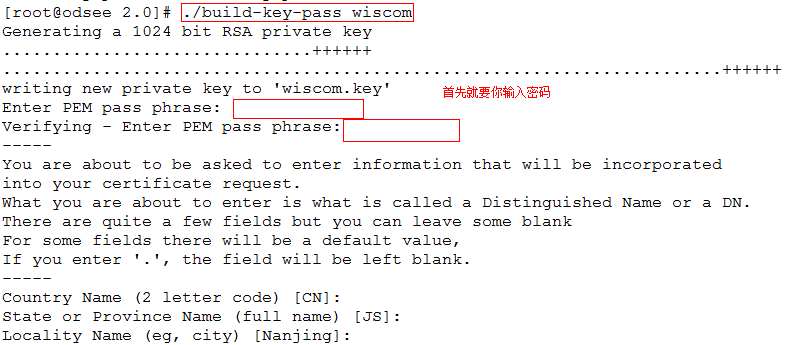 [root@odsee 2.0]# ./build-key-pass wiscom
Generating a 1024 bit RSA private key
...............................++++++
........................................................................++++++
writing new private key to 'wiscom.key'
首先就要你输入密码
Enter PEM pass phrase:
Verifying - Enter PEM pass phrase:
-----
You are about to be asked to enter information that will be incorporated
into your certificate request.
What you are about to enter is what is called a Distinguished Name or a DN.
There are quite a few fields but you can leave some blank
For some fields there will be a default value,
If you enter '.', the field will be left blank.
-----
Country Name (2 letter code) [CN]:
State or Province Name (full name) [JS]:
Locality Name (eg, city) [Nanjing]: